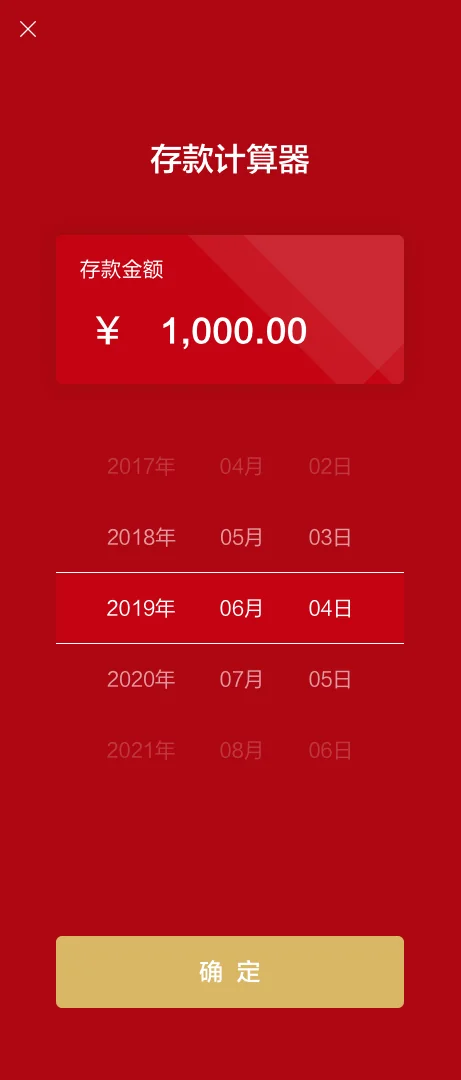 存款计算器
存款金额
¥ 1,000.00
2017年 04月 02日
2018年 05月 03日
2019年 06月 04日
2020年 07月 05日
2021年 08月 06日
确 定